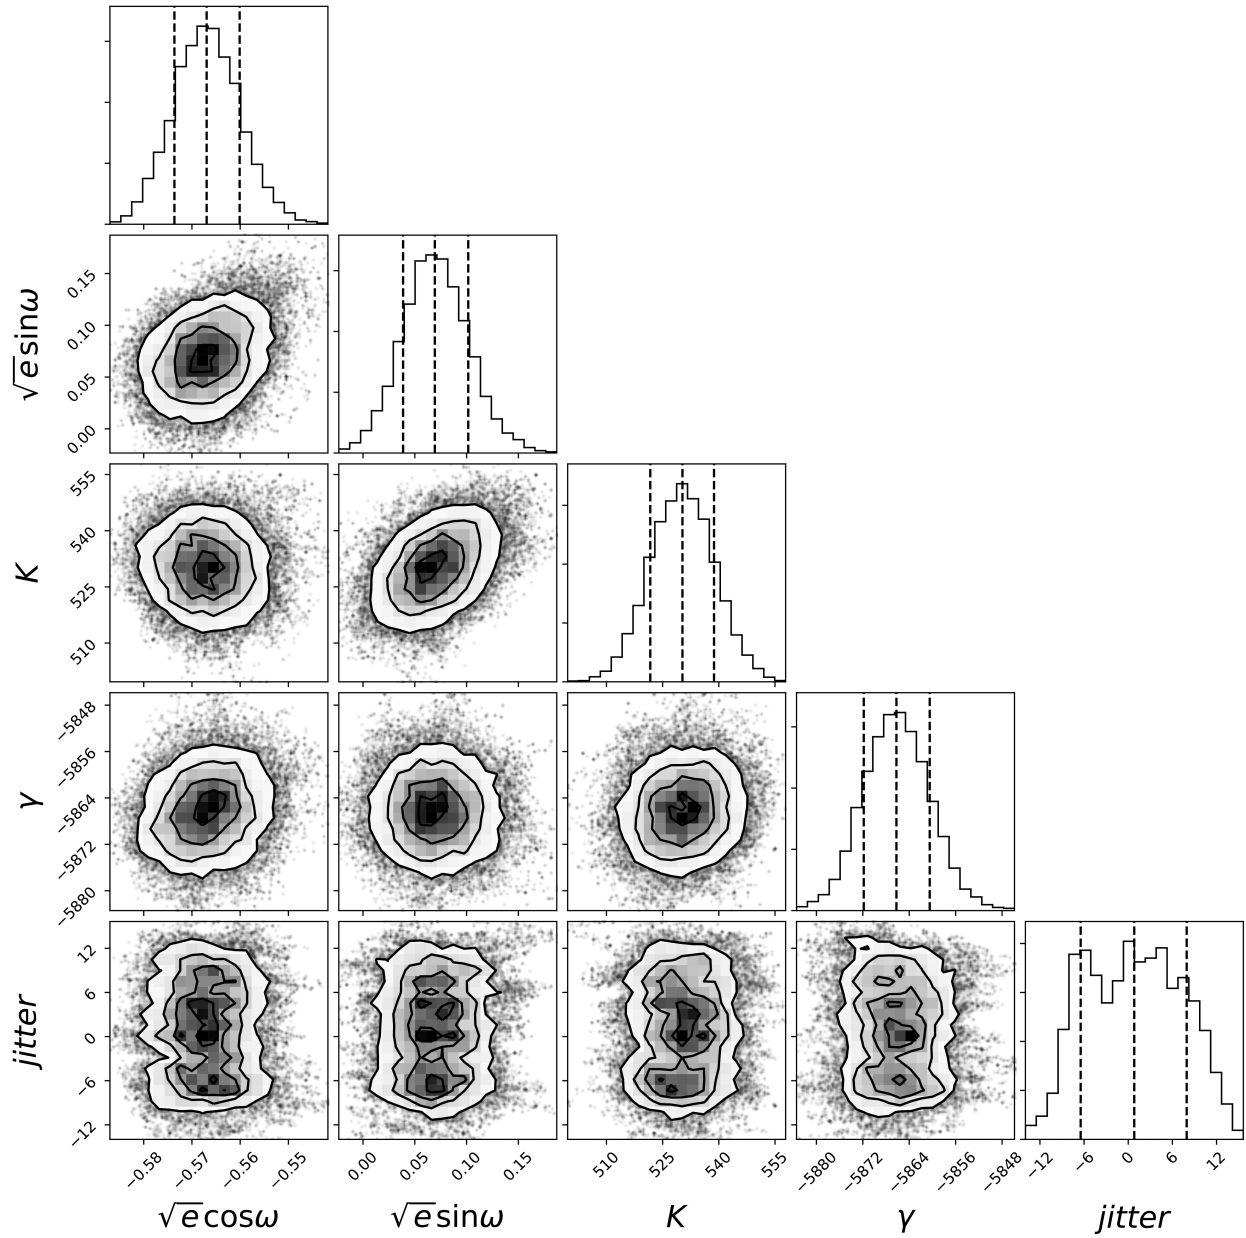 √e sinω
0.15
0.10
0.05
0.00
K
555
540
525
510
γ
−5848
−5856
−5864
−5872
−5880
jitter
12
6
0
−6
−12
−0.58 −0.57 −0.56 −0.55
0.00 0.05 0.10 0.15
510 525 540 555
−5880 −5872 −5864 −5856 −5848
−12 −6 0 6 12
√e cosω
√e sinω
K
γ
jitter